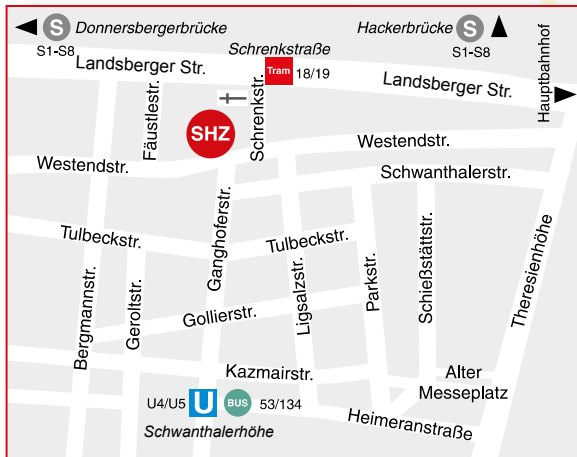 S
Donnersbergerbrücke
S1-S8
Hackerbrücke
S
S1-S8
Schrenkstraße
Tram
18/19
Landsberger Str.
Landsberger Str.
Hauptbahnhof
Fäustlestr.
SHZ
Schrenkstr.
Westendstr.
Westendstr.
Schwanthalerstr.
Ganghoferstr.
Tulbeckstr.
Tulbeckstr.
Bergmannstr.
Geroltstr.
Gollierstr.
Ligsalzstr.
Parkstr.
Schießstättstr.
Theresienhöhe
Kazmairstr.
Alter
Messeplatz
U4/U5
U
BUS
53/134
Schwanthalerhöhe
Heimeranstraße